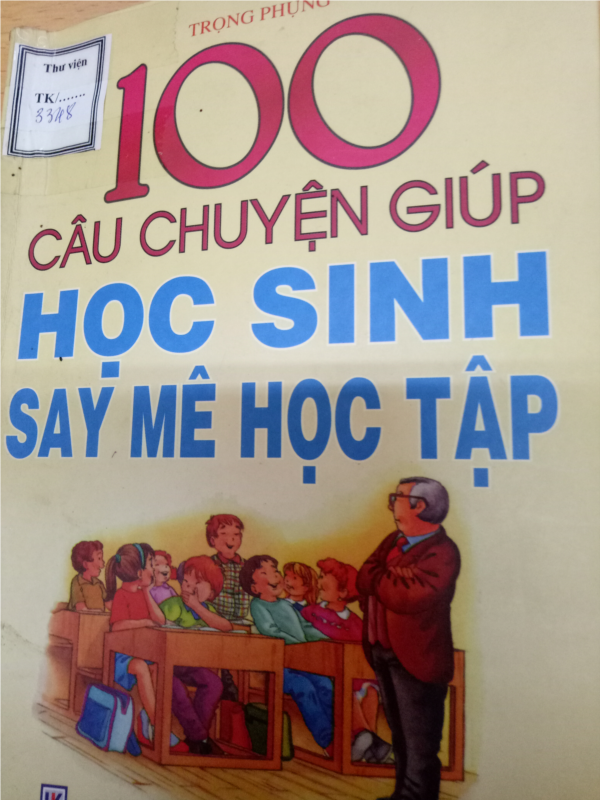 TRỌNG PHỤNG
Thư viện
TK/.......
3348
100
CÂU CHUYỆN GIÚP
HỌC SINH
SAY MÊ HỌC TẬP